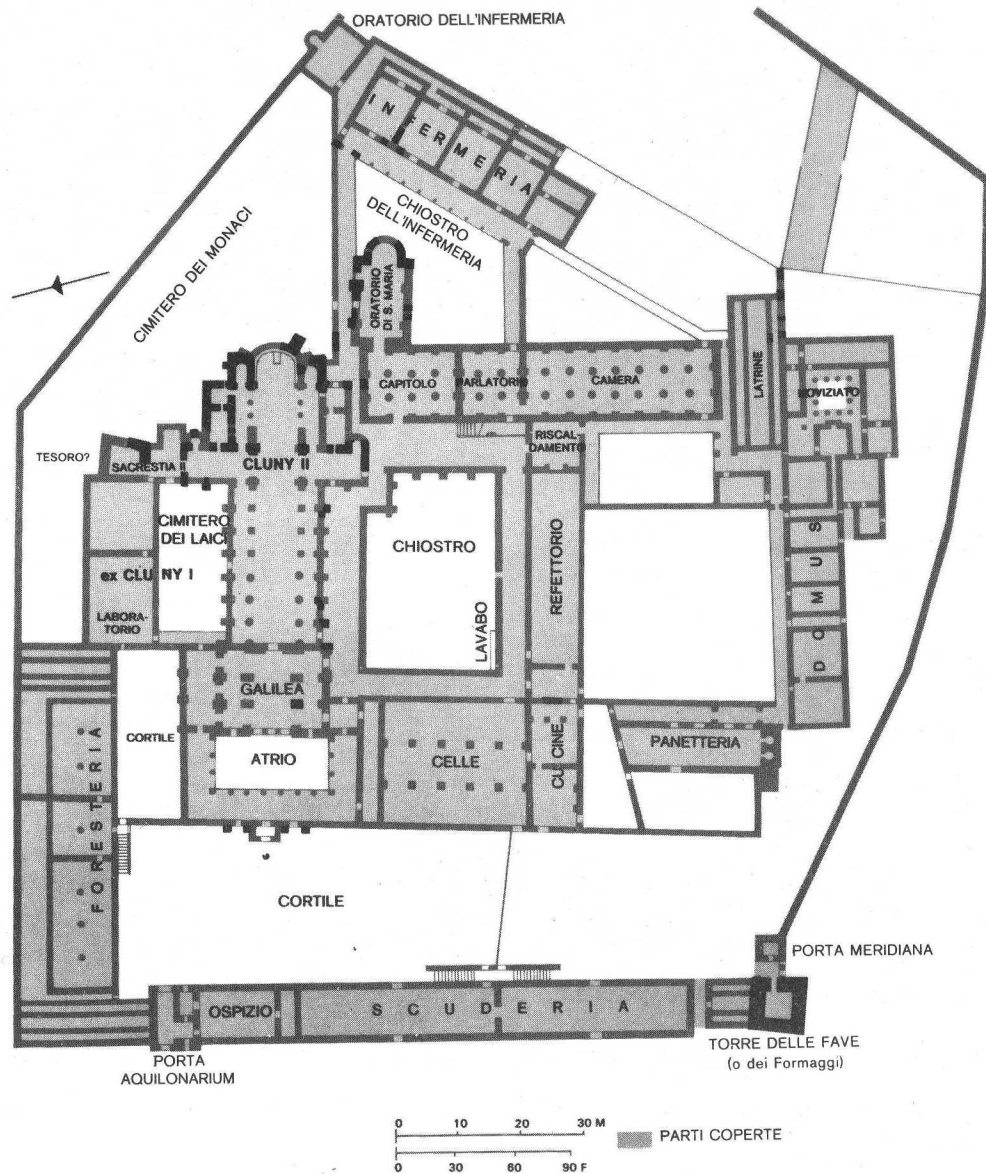 ORATORIO DELL'INFERMERIA
INFERMERIA
CHIOSTRO
DELL'INFERMERIA
CIMITERO DEI MONACI
ORATORIO
DI S. MARIA
CAPITOLO
PARLATORIO
CAMERA
LATRINE
NOVIZIATO
RISCAL
DAMENTO
TESORO?
SACRESTIA II
CLUNY II
CIMITERO
DEI LAICI
CHIOSTRO
REFETTORIO
DOMUS
ex CLUNY I
LABORA-
TORIO
LAVABO
GALILEA
CORTILE
ATRIO
CELLE
CUCINE
PANETTERIA
FORESTERIA
CORTILE
PORTA MERIDIANA
OSPIZIO
SCUDERIA
PORTA
AQUILONARIUM
TORRE DELLE FAVE
(o dei Formaggi)
0 10 20 30 M
0 30 60 90 F
PARTI COPERTE